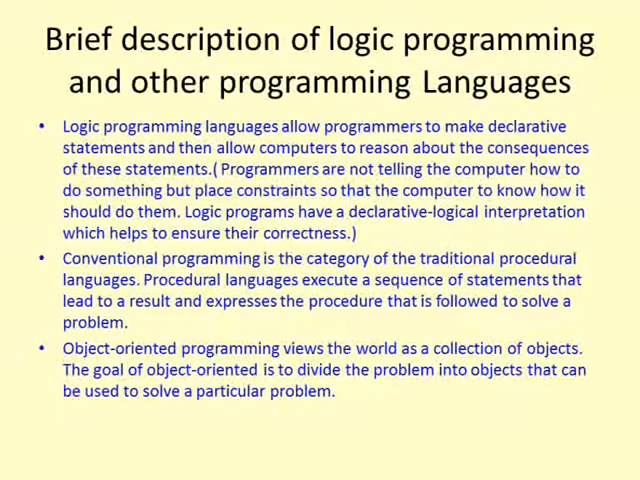 Brief description of logic programming
and other programming Languages
• Logic programming languages allow programmers to make declarative
statements and then allow computers to reason about the consequences
of these statements.( Programmers are not telling the computer how to
do something but place constraints so that the computer to know how it
should do them. Logic programs have a declarative-logical interpretation
which helps to ensure their correctness.)
• Conventional programming is the category of the traditional procedural
languages. Procedural languages execute a sequence of statements that
lead to a result and expresses the procedure that is followed to solve a
problem.
• Object-oriented programming views the world as a collection of objects.
The goal of object-oriented is to divide the problem into objects that can
be used to solve a particular problem.